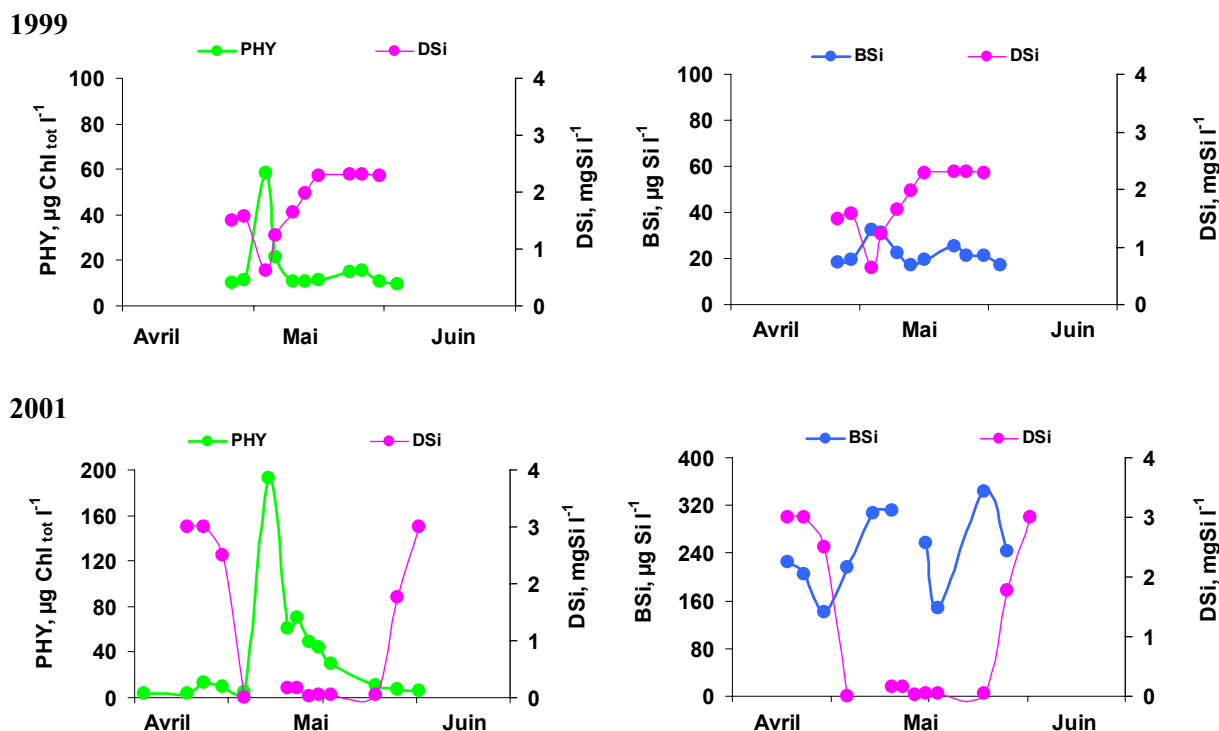 1999
PHY DSi
BSi DSi
PHY, µg Chl tot l-1
100
80
60
40
20
0
4
3
2
1
0
DSi, mgSi l-1
Avril Mai Juin
BSi, µg Si l-1
100
80
60
40
20
0
4
3
2
1
0
DSi, mgSi l-1
Avril Mai Juin
2001
PHY DSi
BSi DSi
PHY, µg Chl tot l-1
200
160
120
80
40
0
4
3
2
1
0
DSi, mgSi l-1
Avril Mai Juin
BSi, µg Si l-1
400
320
240
160
80
0
4
3
2
1
0
DSi, mgSi l-1
Avril Mai Juin